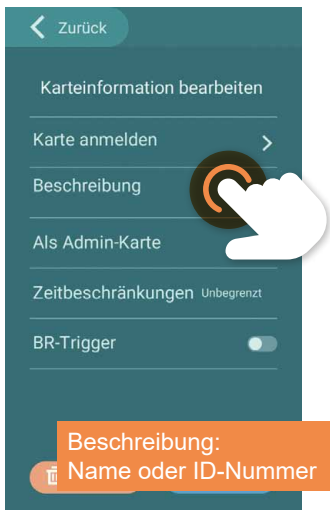 Zurück
Karteinformation bearbeiten
Karte anmelden
Beschreibung
Als Admin-Karte
Zeitbeschränkungen Unbegrenzt
BR-Trigger
Beschreibung:
Name oder ID-Nummer